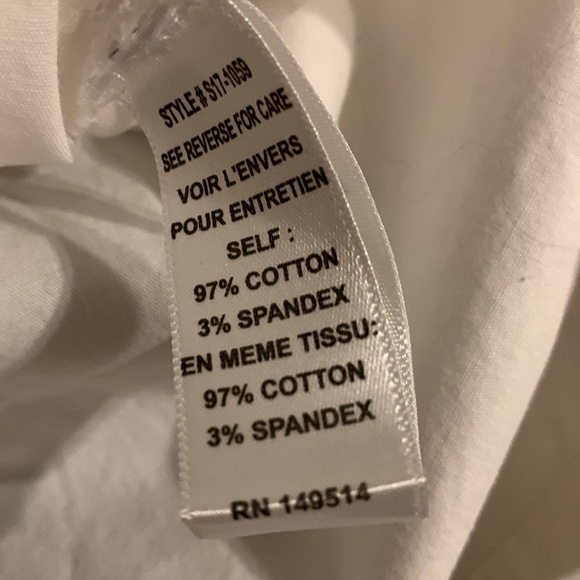 STYLE# S17-1059
SEE REVERSE FOR CARE
VOIR L'ENVERS
POUR ENTRETIEN
SELF :
97% COTTON
3% SPANDEX
EN MEME TISSU:
97% COTTON
3% SPANDEX
RN 149514